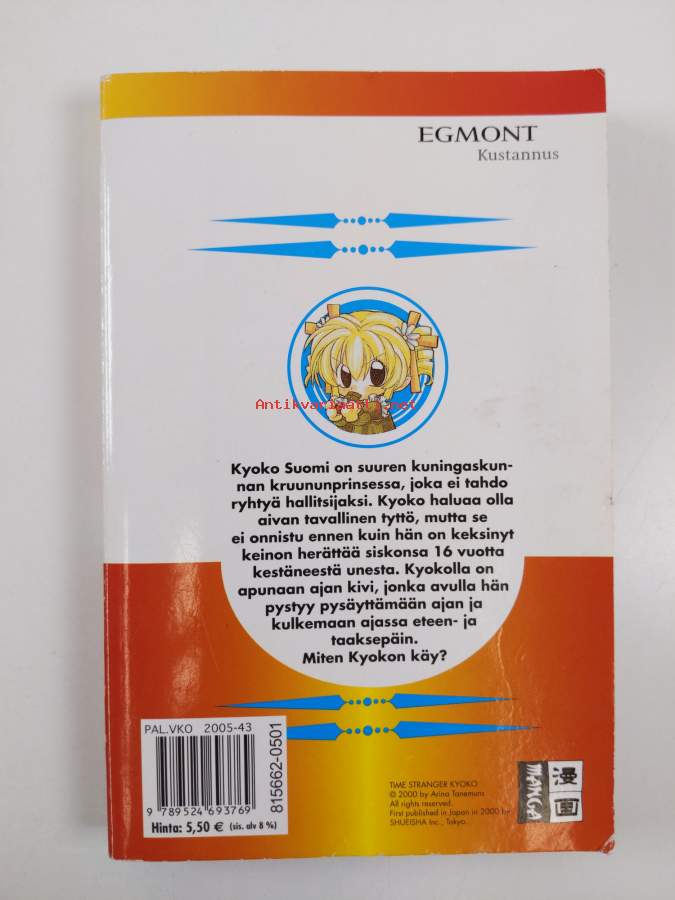 EGMONT
Kustannus
Antikvariaatti.net
Kyoko Suomi on suuren kuningaskun-
nan kruununprinsessa, joka ei tahdo
ryhtyä hallitsijaksi. Kyoko haluaa olla
aivan tavallinen tyttö, mutta se
ei onnistu ennen kuin hän on keksinyt
keinon herättää siskonsa 16 vuotta
kestäneestä unesta. Kyokolla on
apunaan ajan kivi, jonka avulla hän
pystyy pysäyttämään ajan ja
kulkemaan ajassa eteen- ja
taaksepäin.
Miten Kyokon käy?
PAL.VKO 2005-43
815662-0501
9 789524 693769
Hinta: 5,50 € (sis. alv 8 %)
TIME STRANGER KYOKO
© 2000 by Arina Tanemura
All rights reserved.
First published in Japan in 2000 by
SHUEISHA Inc., Tokyo.
MANGA
漫画